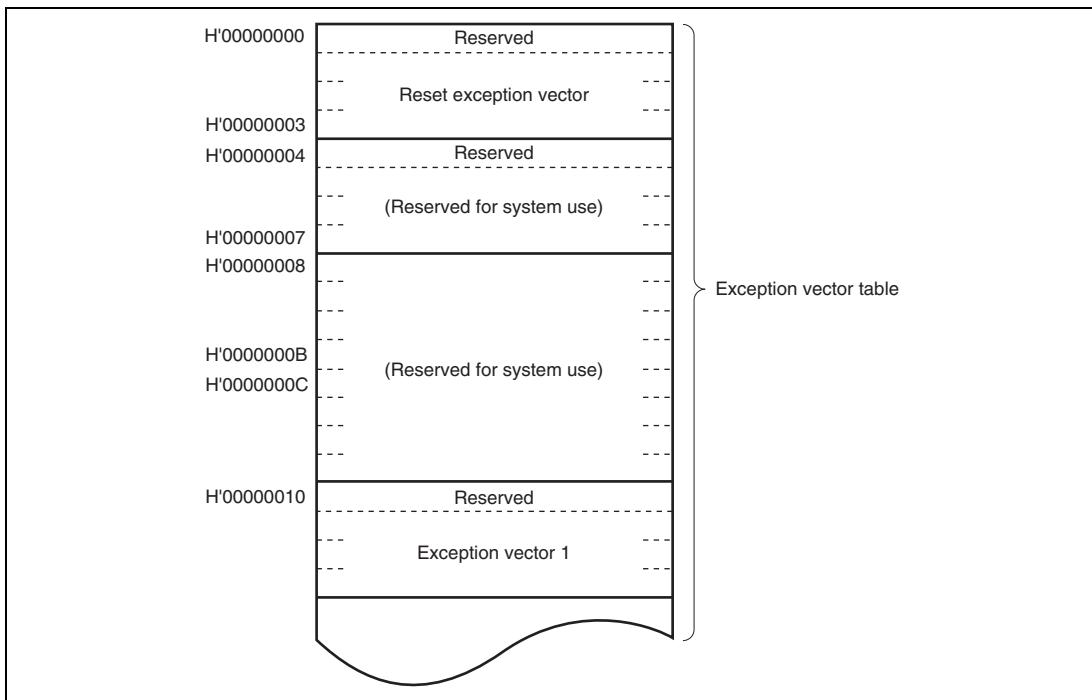 H'00000000
Reserved
Reset exception vector
H'00000003
H'00000004
Reserved
(Reserved for system use)
H'00000007
H'00000008
Exception vector table
H'0000000B
(Reserved for system use)
H'0000000C
H'00000010
Reserved
Exception vector 1